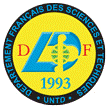 DÉPARTEMENT FRANÇAIS DES SCIENCES ET TECHNIQUES
D F
1993
• UNTD •